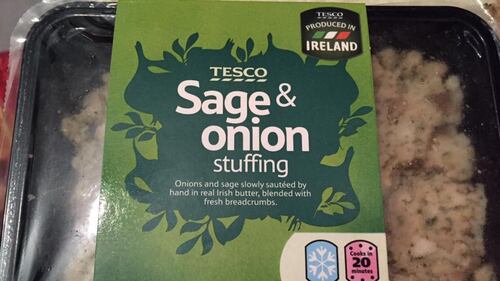 TESCO
PRODUCED IN
IRELAND
TESCO
Sage &
onion
stuffing
Onions and sage slowly sautéed by
hand in real Irish butter, blended with
fresh breadcrumbs.
Cooks in
20
minutes